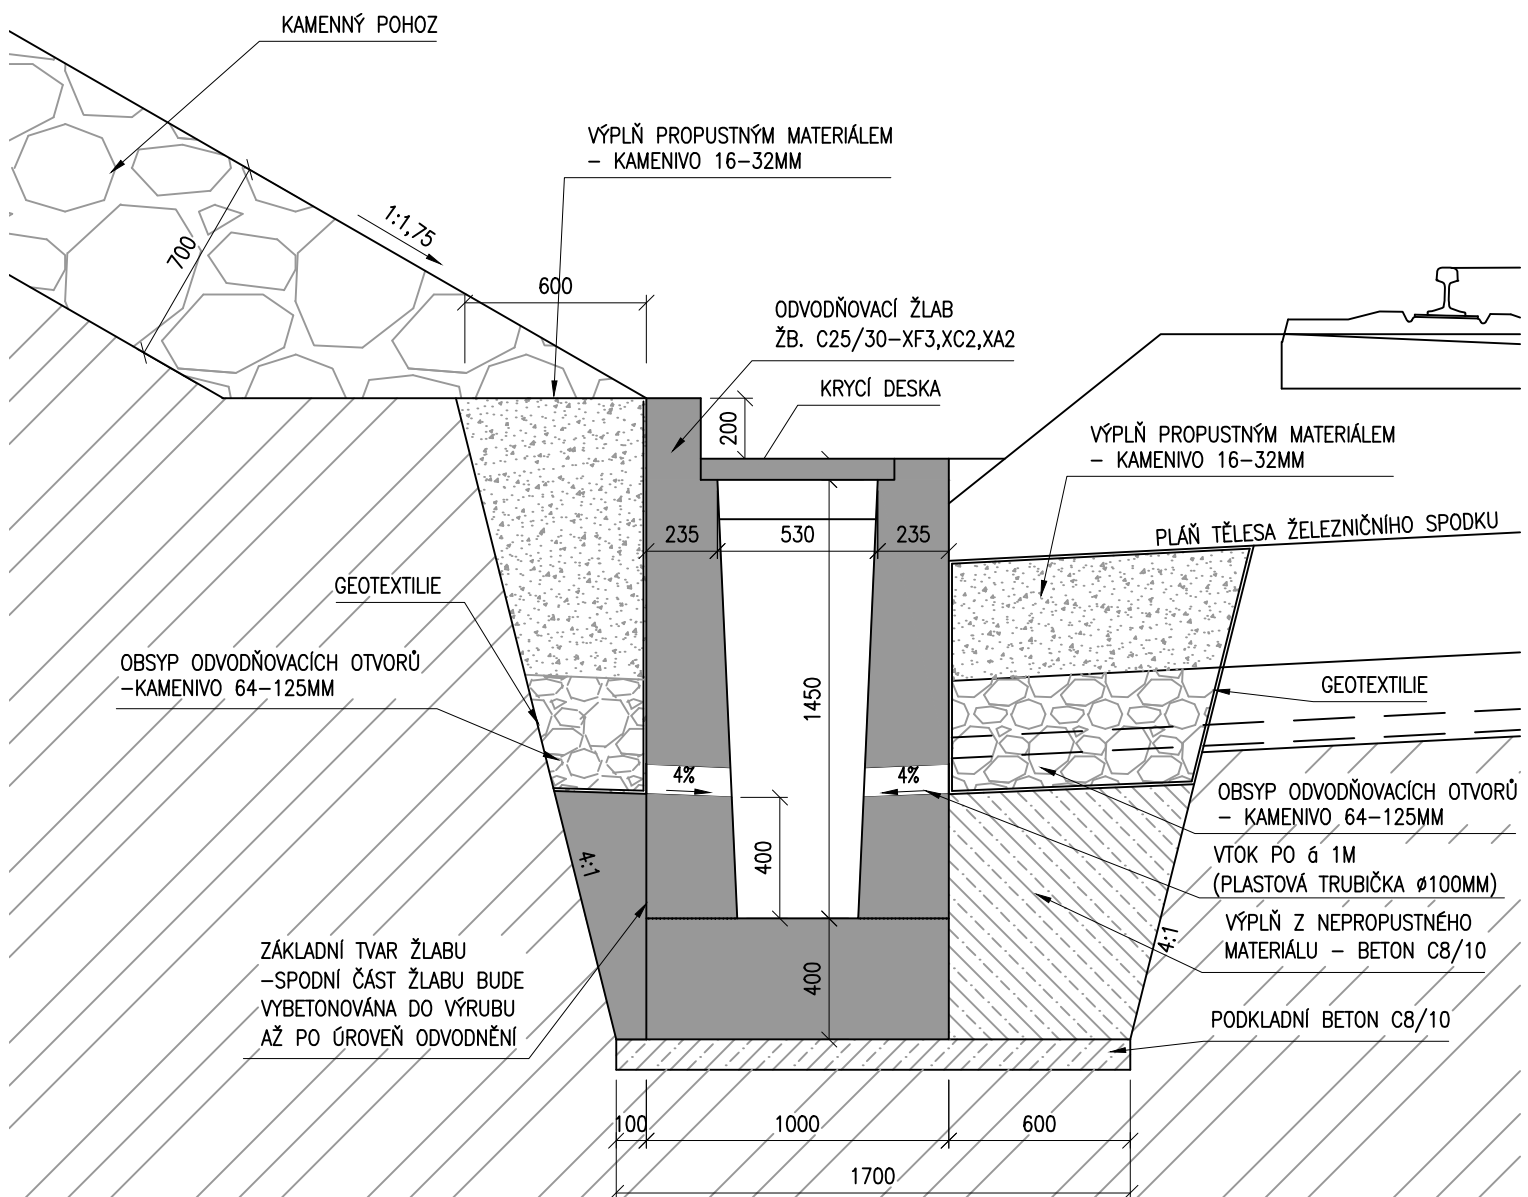 KAMENNÝ POHOZ
VÝPLŇ PROPUSTNÝM MATERIÁLEM
– KAMENIVO 16–32MM
1:1,75
700
600
ODVODŇOVACÍ ŽLAB
ŽB. C25/30–XF3,XC2,XA2
KRYCÍ DESKA
200
VÝPLŇ PROPUSTNÝM MATERIÁLEM
– KAMENIVO 16–32MM
PLÁŇ TĚLESA ŽELEZNIČNÍHO SPODKU
235
530
235
GEOTEXTILIE
OBSYP ODVODŇOVACÍCH OTVORŮ
–KAMENIVO 64–125MM
1450
GEOTEXTILIE
4%
4%
OBSYP ODVODŇOVACÍCH OTVORŮ
– KAMENIVO 64–125MM
400
4:1
VTOK PO á 1M
(PLASTOVÁ TRUBIČKA ø100MM)
VÝPLŇ Z NEPROPUSTNÉHO
MATERIÁLU – BETON C8/10
4:1
ZÁKLADNÍ TVAR ŽLABU
–SPODNÍ ČÁST ŽLABU BUDE
VYBETONOVÁNA DO VÝRUBU
AŽ PO ÚROVEŇ ODVODNĚNÍ
400
PODKLADNÍ BETON C8/10
100
1000
600
1700